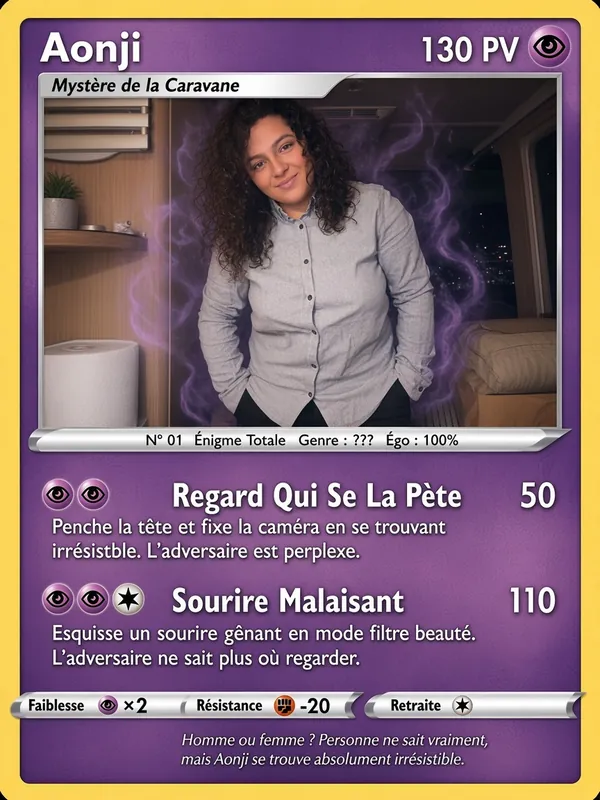 Aonji
130 PV
Mystère de la Caravane
N° 01 Énigme Totale Genre : ??? Égo : 100%
Regard Qui Se La Pète 50
Penche la tête et fixe la caméra en se trouvant
irrésistble. L’adversaire est perplexe.
Sourire Malaisant 110
Esquisse un sourire gênant en mode filtre beauté.
L’adversaire ne sait plus où regarder.
Faiblesse ×2 Résistance -20 Retraite
Homme ou femme ? Personne ne sait vraiment,
mais Aonji se trouve absolument irrésistible.